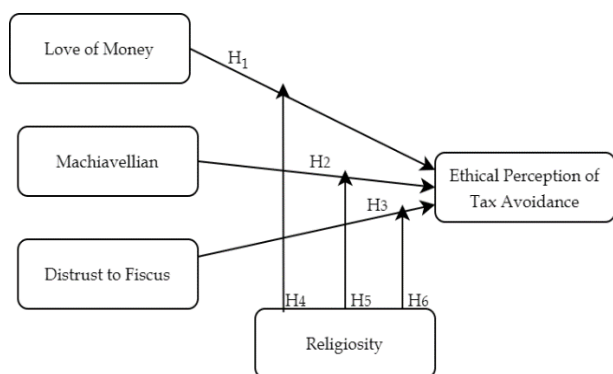 Love of Money
H1
Machiavellian
H2
Ethical Perception of
Tax Avoidance
H3
Distrust to Fiscus
H4
H5
H6
Religiosity